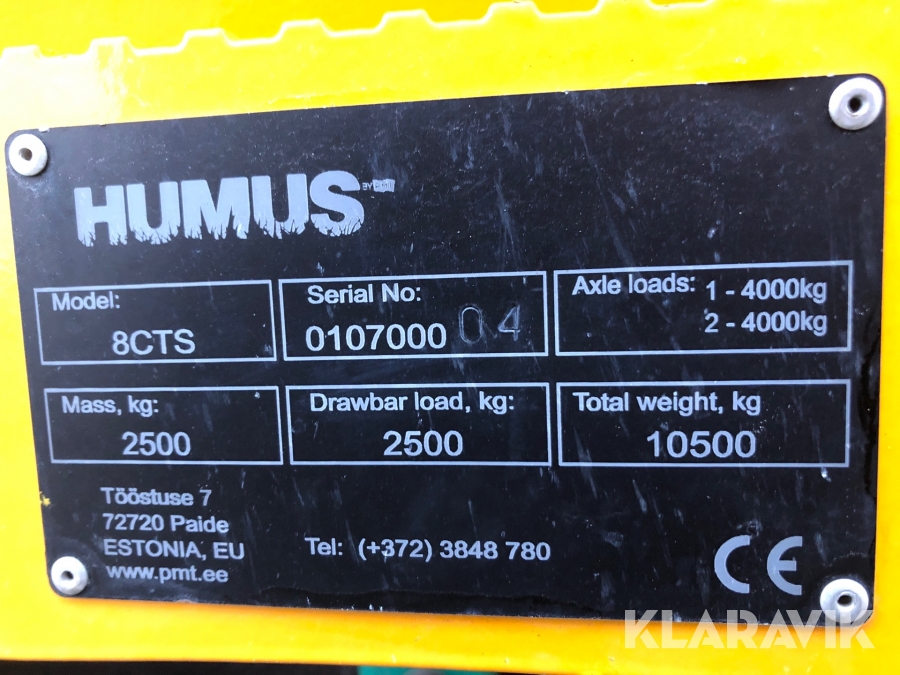 HUMUS BY PMT
Model:
8CTS
Serial No:
0107000 04
Axle loads: 1 - 4000kg
2 - 4000kg
Mass, kg:
2500
Drawbar load, kg:
2500
Total weight, kg
10500
Tööstuse 7
72720 Paide
ESTONIA, EU
www.pmt.ee
Tel: (+372) 3848 780
CE
KLARAVIK